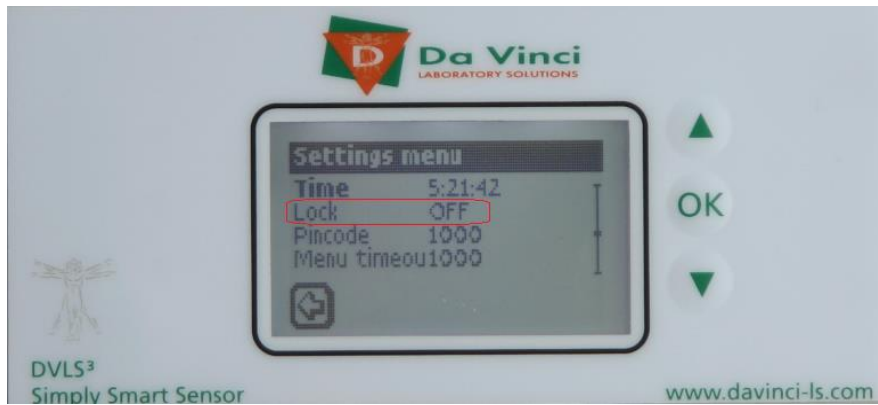 D
Da Vinci
LABORATORY SOLUTIONS
Settings menu
Time 5:21:42
Lock OFF
Pincode 1000
Menu timeou1000
OK
DVLS³
Simply Smart Sensor
www.davinci-ls.com